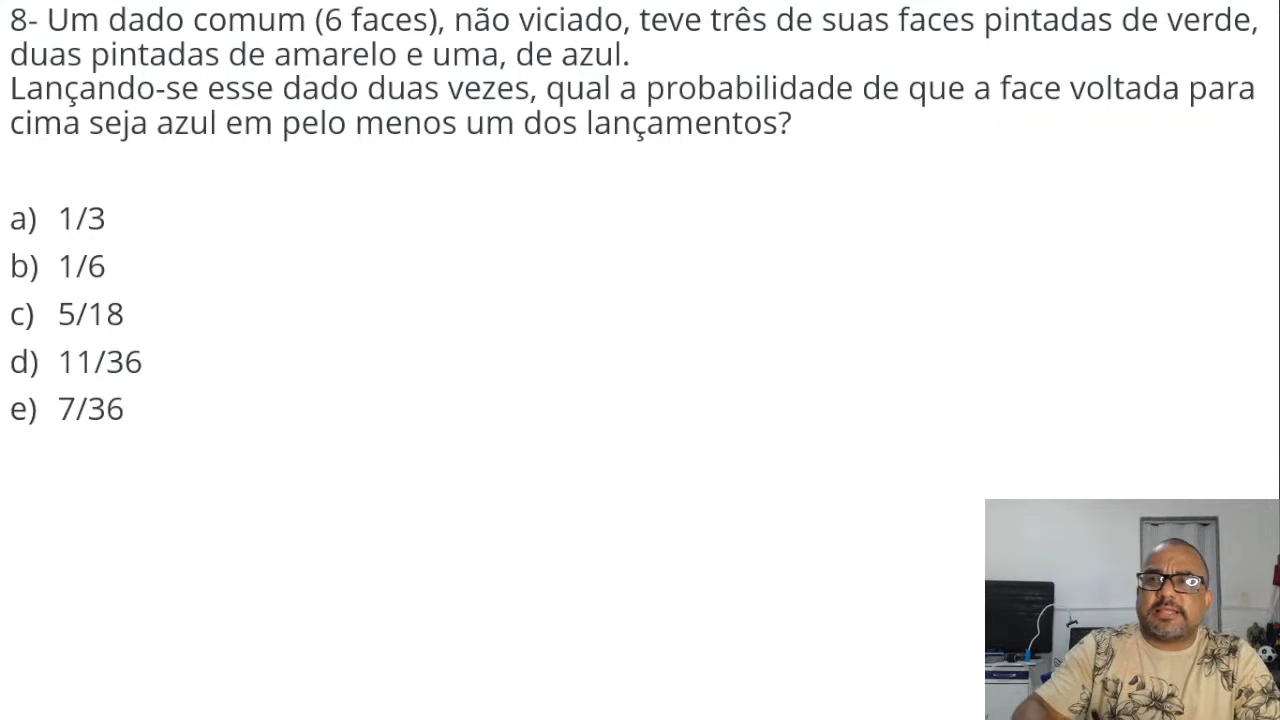 8- Um dado comum (6 faces), não viciado, teve três de suas faces pintadas de verde,
duas pintadas de amarelo e uma, de azul.
Lançando-se esse dado duas vezes, qual a probabilidade de que a face voltada para
cima seja azul em pelo menos um dos lançamentos?
a) 1/3
b) 1/6
c) 5/18
d) 11/36
e) 7/36